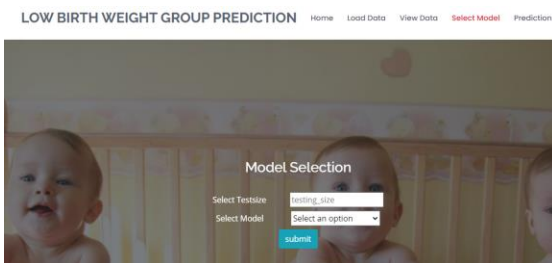 LOW BIRTH WEIGHT GROUP PREDICTION Home Load Data View Data Select Model Prediction
Model Selection
Select Testsize testing_size
Select Model Select an option
submit